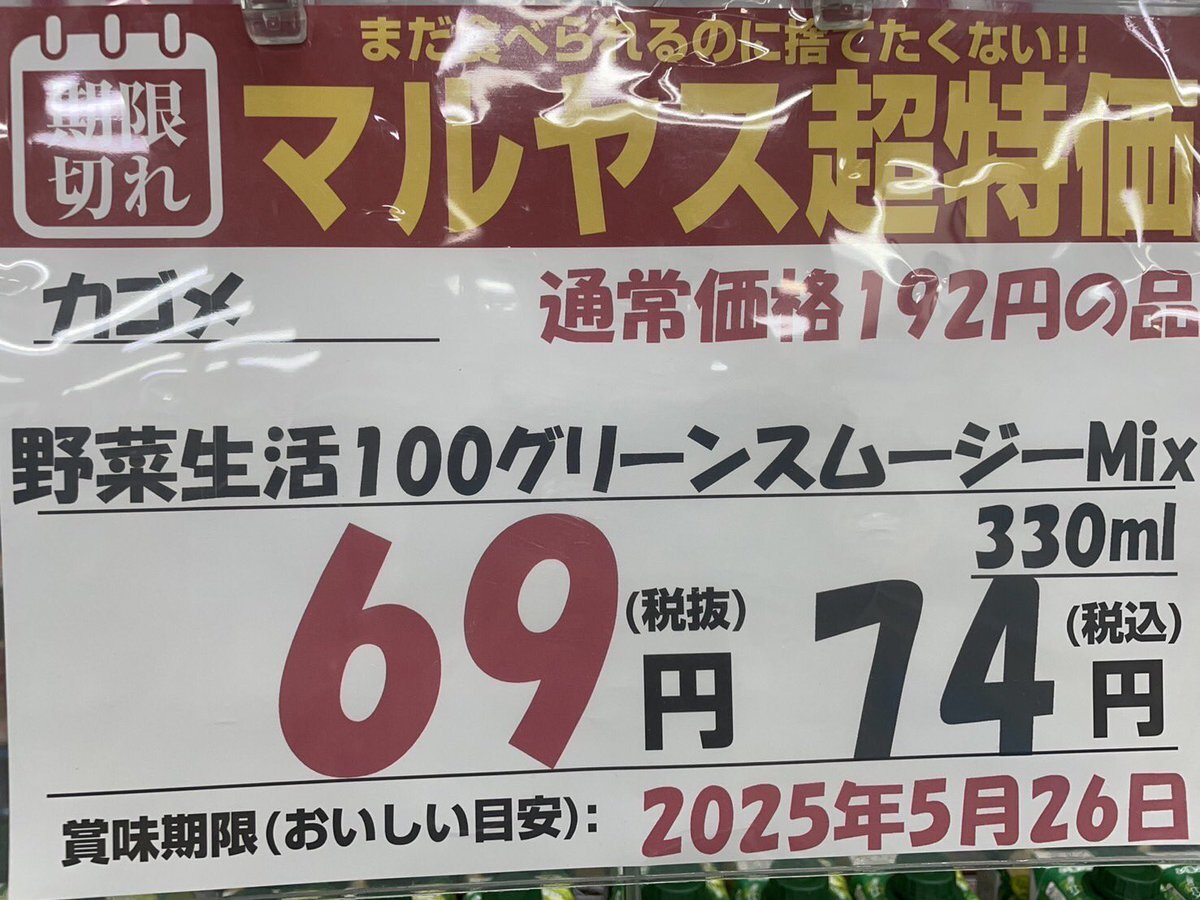 まだ食べられるのに捨てたくない!!
期限
切れ
マルヤス超特価
カゴメ
通常価格192円の品
野菜生活100グリーンスムージーMix
330ml
69円(税抜)
74円(税込)
賞味期限(おいしい目安):2025年5月26日